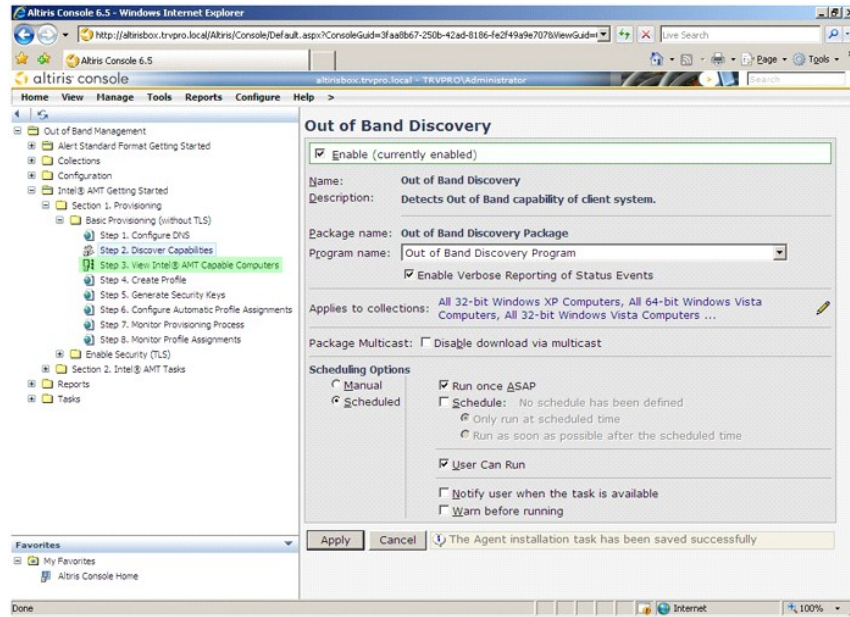 Altiris Console 6.5 - Windows Internet Explorer
http://altirisbox.trvpro.local/Altiris/Console/Default.aspx?ConsoleGuid=3faa8b67-250b-42ad-8186-fe2f49a9e707&ViewGuid=
Live Search
Altiris Console 6.5
Page
Tools
altiris console
altirisbox.trvpro.local - TRVPRO\Administrator
Search
Home View Manage Tools Reports Configure Help >
Out of Band Management
Alert Standard Format Getting Started
Collections
Configuration
Intel® AMT Getting Started
Section 1. Provisioning
Basic Provisioning (without TLS)
Step 1. Configure DNS
Step 2. Discover Capabilities
Step 3. View Intel® AMT Capable Computers
Step 4. Create Profile
Step 5. Generate Security Keys
Step 6. Configure Automatic Profile Assignments
Step 7. Monitor Provisioning Process
Step 8. Monitor Profile Assignments
Enable Security (TLS)
Section 2. Intel® AMT Tasks
Reports
Tasks
Favorites
My Favorites
Altiris Console Home
Out of Band Discovery
Enable (currently enabled)
Name: Out of Band Discovery
Description: Detects Out of Band capability of client system.
Package name: Out of Band Discovery Package
Program name: Out of Band Discovery Program
Enable Verbose Reporting of Status Events
Applies to collections: All 32-bit Windows XP Computers, All 64-bit Windows Vista
Computers, All 32-bit Windows Vista Computers ...
Package Multicast: Disable download via multicast
Scheduling Options
Manual
Scheduled
Run once ASAP
Schedule: No schedule has been defined
Only run at scheduled time
Run as soon as possible after the scheduled time
User Can Run
Notify user when the task is available
Warn before running
Apply Cancel The Agent installation task has been saved successfully
Done
Internet
100%